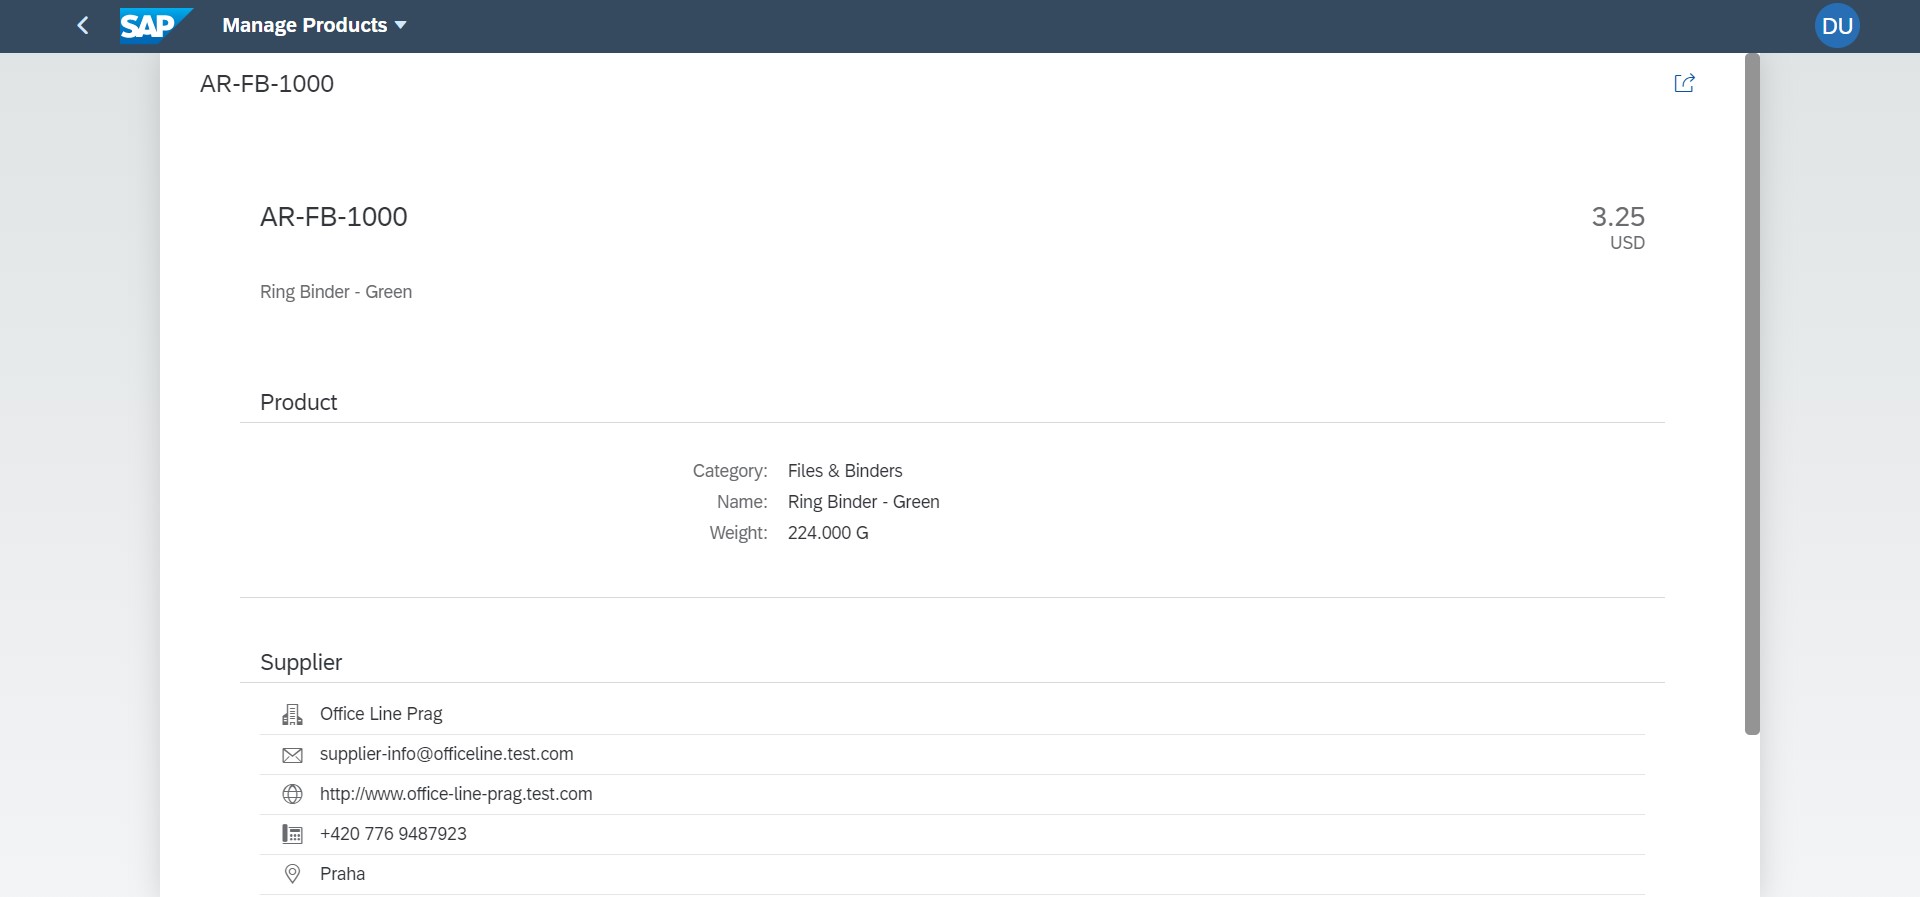 SAP Manage Products DU
AR-FB-1000
AR-FB-1000 3.25
USD
Ring Binder - Green
Product
Category: Files & Binders
Name: Ring Binder - Green
Weight: 224.000 G
Supplier
Office Line Prag
supplier-info@officeline.test.com
http://www.office-line-prag.test.com
+420 776 9487923
Praha